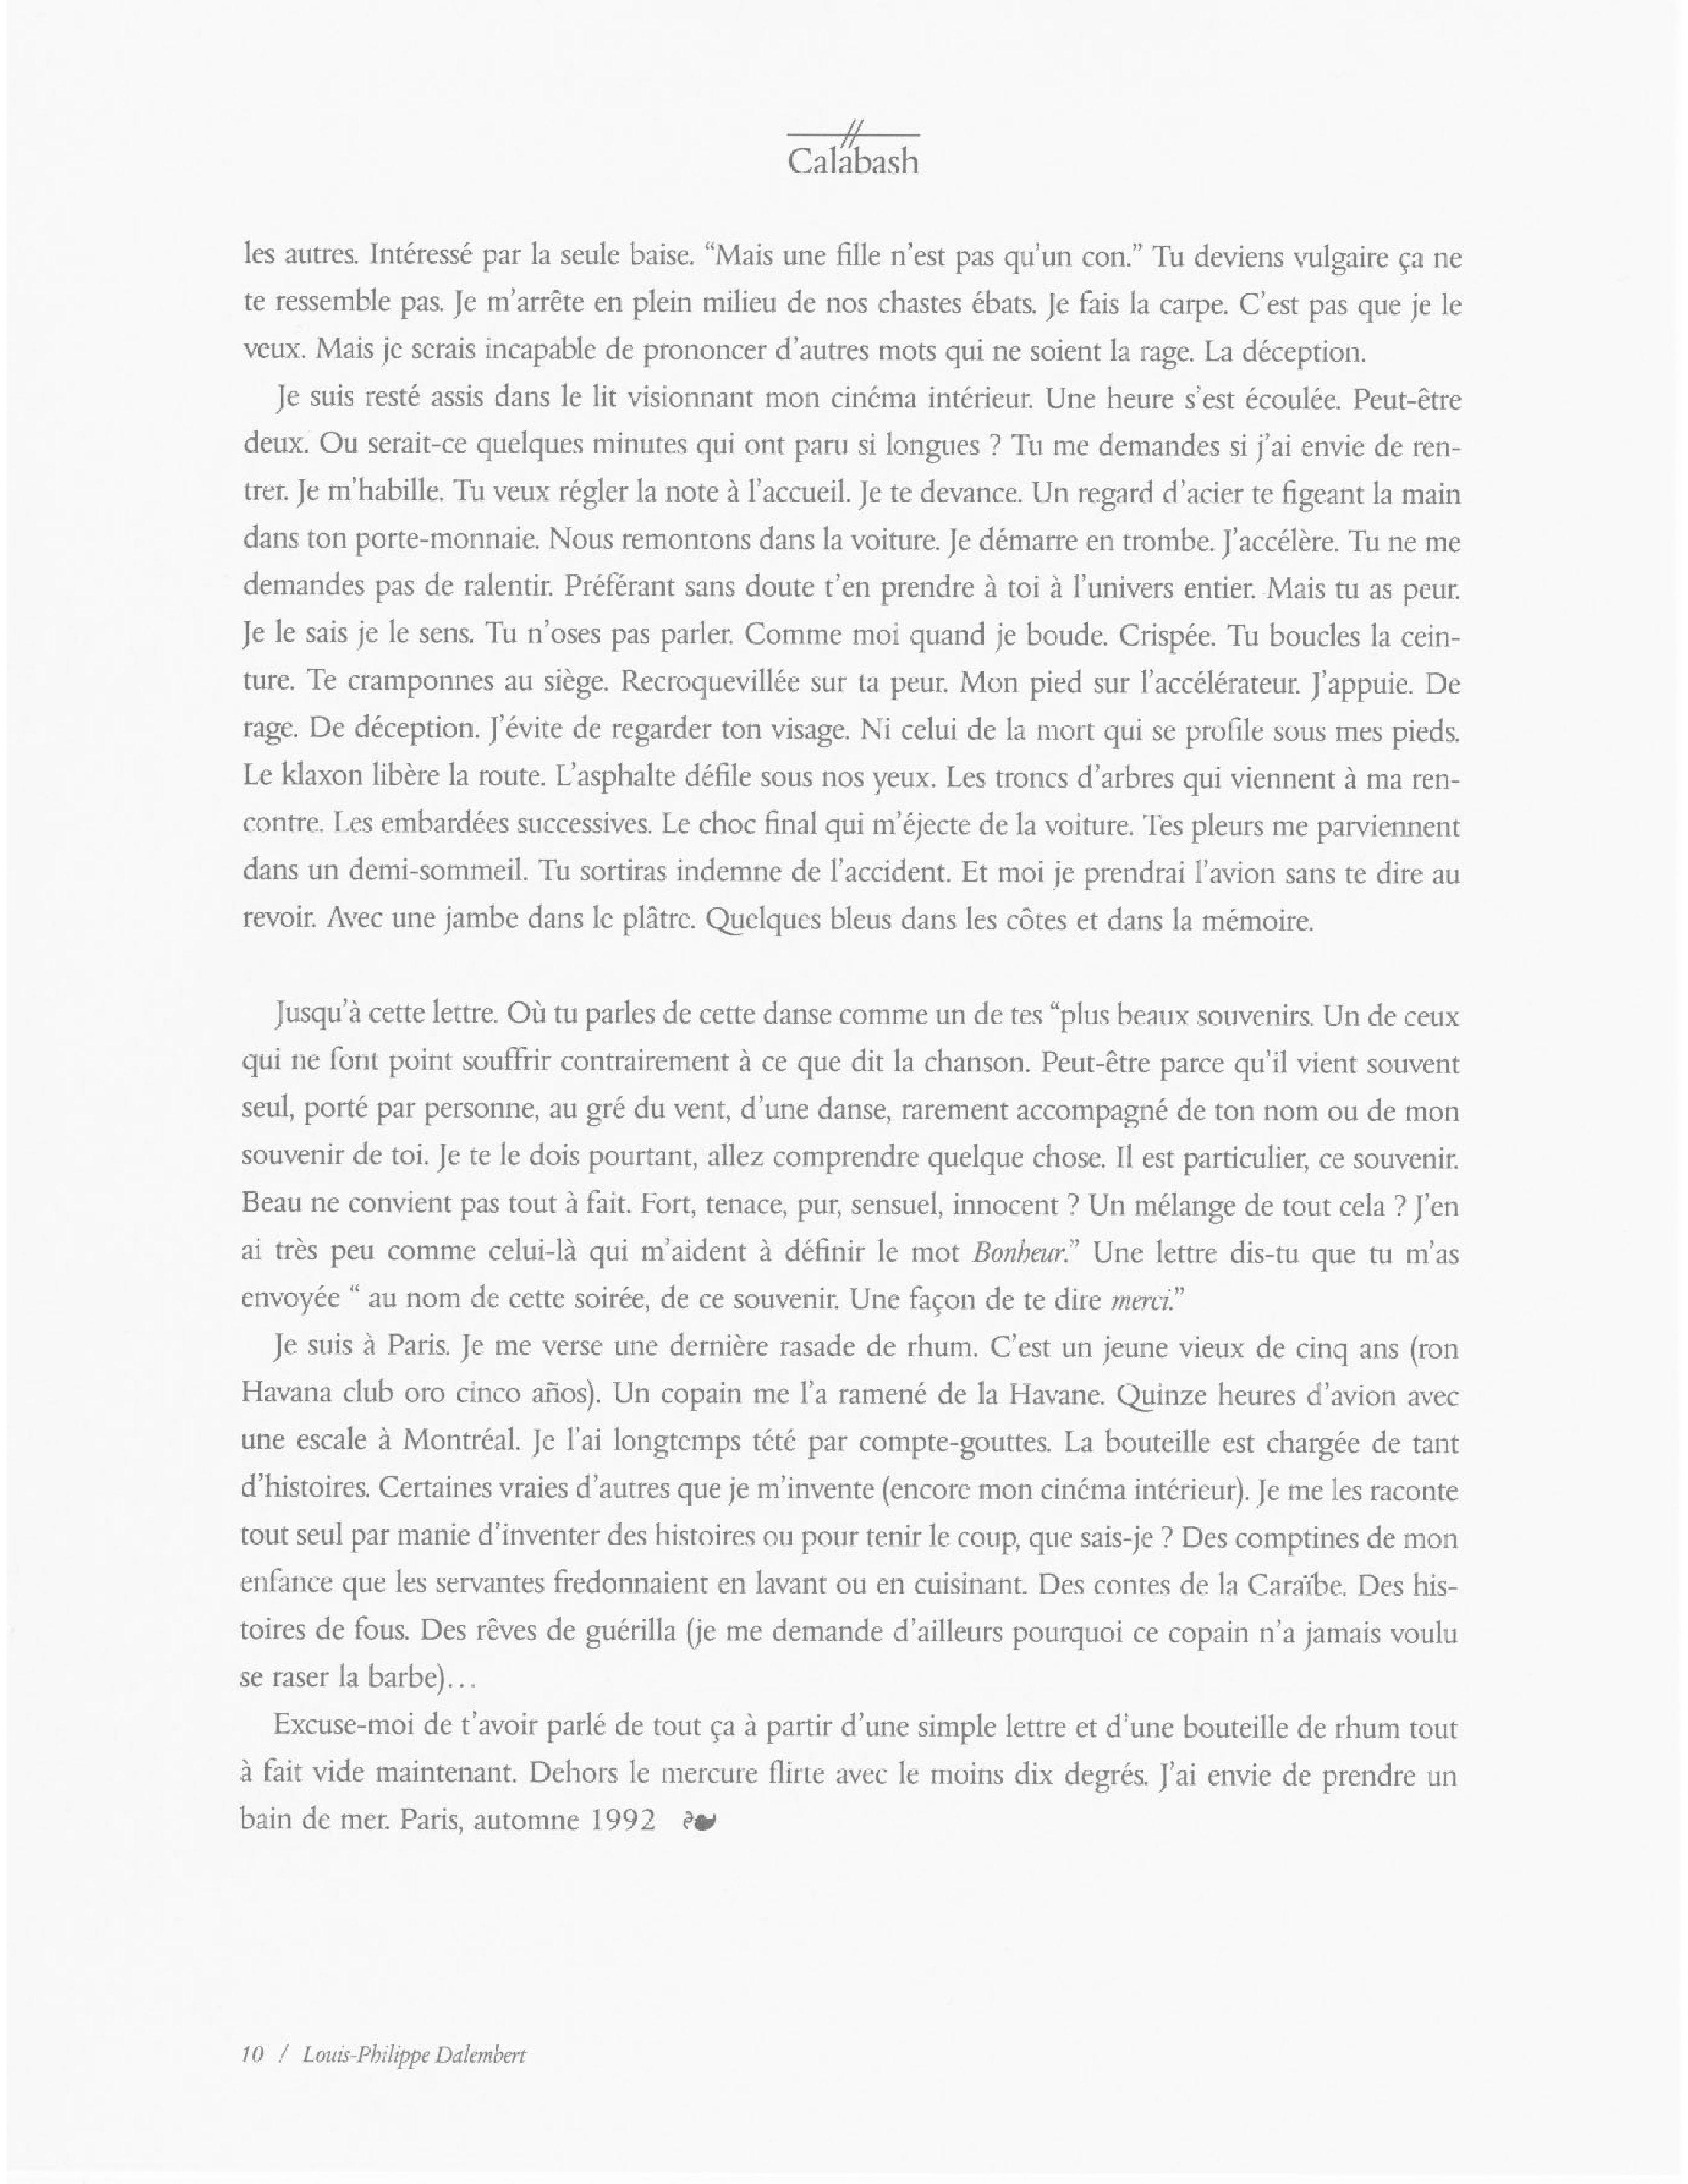 Calabash
les autres. Intéressé par la seule baise. “Mais une fille n’est pas qu’un con.” Tu deviens vulgaire ça ne
te ressemble pas. Je m’arrête en plein milieu de nos chastes ébats. Je fais la carpe. C’est pas que je le
veux. Mais je serais incapable de prononcer d’autres mots qui ne soient la rage. La déception.
Je suis resté assis dans le lit visionnant mon cinéma intérieur. Une heure s’est écoulée. Peut-être
deux. Ou serait-ce quelques minutes qui ont paru si longues ? Tu me demandes si j’ai envie de ren-
trer. Je m’habille. Tu veux régler la note à l’accueil. Je te devance. Un regard d’acier te figeant la main
dans ton porte-monnaie. Nous remontons dans la voiture. Je démarre en trombe. J’accélère. Tu ne me
demandes pas de ralentir. Préférant sans doute t’en prendre à toi à l’univers entier. Mais tu as peur.
Je le sais je le sens. Tu n’oses pas parler. Comme moi quand je boude. Crispée. Tu boucles la cein-
ture. Te cramponnes au siège. Recroquevillée sur ta peur. Mon pied sur l’accélérateur. J’appuie. De
rage. De déception. J’évite de regarder ton visage. Ni celui de la mort qui se profile sous mes pieds.
Le klaxon libère la route. L’asphalte défile sous nos yeux. Les troncs d’arbres qui viennent à ma ren-
contre. Les embardées successives. Le choc final qui m’éjecte de la voiture. Tes pleurs me parviennent
dans un demi-sommeil. Tu sortiras indemne de l’accident. Et moi je prendrai l’avion sans te dire au
revoir. Avec une jambe dans le plâtre. Quelques bleus dans les côtes et dans la mémoire.
Jusqu’à cette lettre. Où tu parles de cette danse comme un de tes “plus beaux souvenirs. Un de ceux
qui ne font point souffrir contrairement à ce que dit la chanson. Peut-être parce qu’il vient souvent
seul, porté par personne, au gré du vent, d’une danse, rarement accompagné de ton nom ou de mon
souvenir de toi. Je te le dois pourtant, allez comprendre quelque chose. Il est particulier, ce souvenir.
Beau ne convient pas tout à fait. Fort, tenace, pur, sensuel, innocent ? Un mélange de tout cela ? J’en
ai très peu comme celui-là qui m’aident à définir le mot Bonheur.” Une lettre dis-tu que tu m’as
envoyée “ au nom de cette soirée, de ce souvenir. Une façon de te dire merci.”
Je suis à Paris. Je me verse une dernière rasade de rhum. C’est un jeune vieux de cinq ans (ron
Havana club oro cinco años). Un copain me l’a ramené de la Havane. Quinze heures d’avion avec
une escale à Montréal. Je l’ai longtemps tété par compte-gouttes. La bouteille est chargée de tant
d’histoires. Certaines vraies d’autres que je m’invente (encore mon cinéma intérieur). Je me les raconte
tout seul par manie d’inventer des histoires ou pour tenir le coup, que sais-je ? Des comptines de mon
enfance que les servantes fredonnaient en lavant ou en cuisinant. Des contes de la Caraïbe. Des his-
toires de fous. Des rêves de guérilla (je me demande d’ailleurs pourquoi ce copain n’a jamais voulu
se raser la barbe)…
Excuse-moi de t’avoir parlé de tout ça à partir d’une simple lettre et d’une bouteille de rhum tout
à fait vide maintenant. Dehors le mercure flirte avec le moins dix degrés. J’ai envie de prendre un
bain de mer. Paris, automne 1992
10 / Louis-Philippe Dalembert